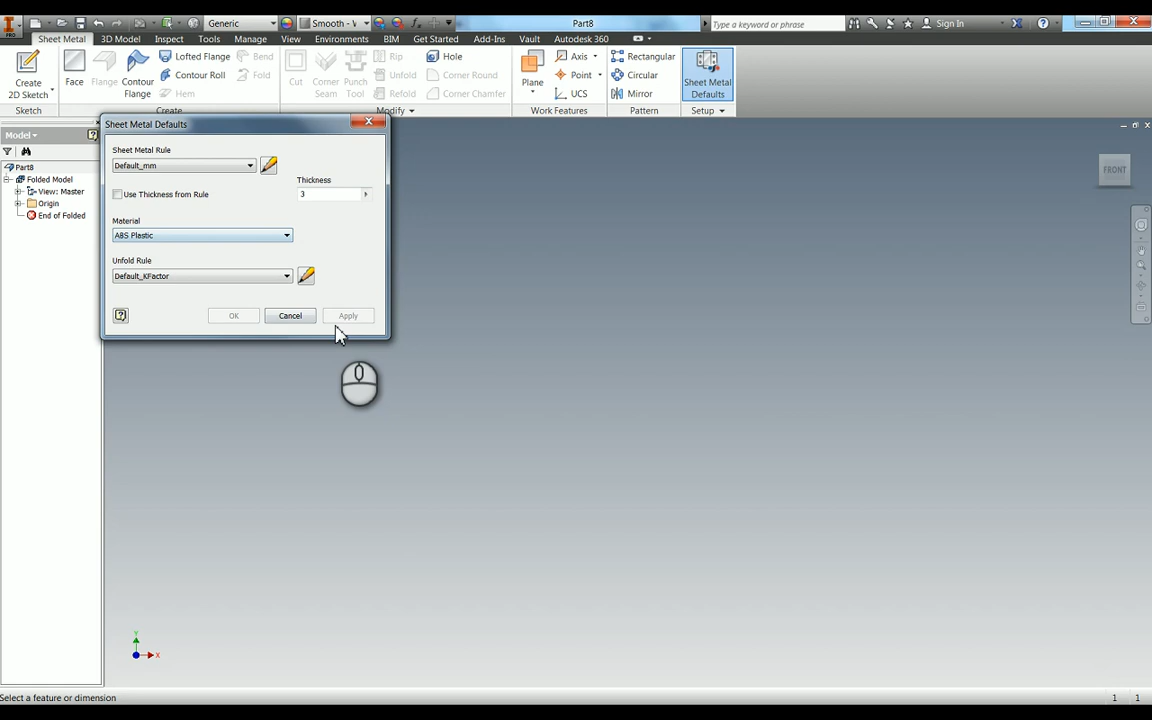 PRO
Generic
Smooth - V
Part8
Type a keyword or phrase
Sign In
Sheet Metal
3D Model
Inspect
Tools
Manage
View
Environments
BIM
Get Started
Add-Ins
Vault
Autodesk 360
Create
2D Sketch
Face
Flange
Contour
Flange
Lofted Flange
Contour Roll
Hem
Bend
Fold
Cut
Corner
Seam
Punch
Tool
Rip
Unfold
Refold
Hole
Corner Round
Corner Chamfer
Plane
Axis
Point
UCS
Rectangular
Circular
Mirror
Sheet Metal
Defaults
Sketch
Create
Modify
Work Features
Pattern
Setup
Model
Part8
Folded Model
View: Master
Origin
End of Folded
Sheet Metal Defaults
Sheet Metal Rule
Default_mm
Thickness
Use Thickness from Rule
3
Material
ABS Plastic
Unfold Rule
Default_KFactor
OK
Cancel
Apply
FRONT
Y
X
Select a feature or dimension
1
1